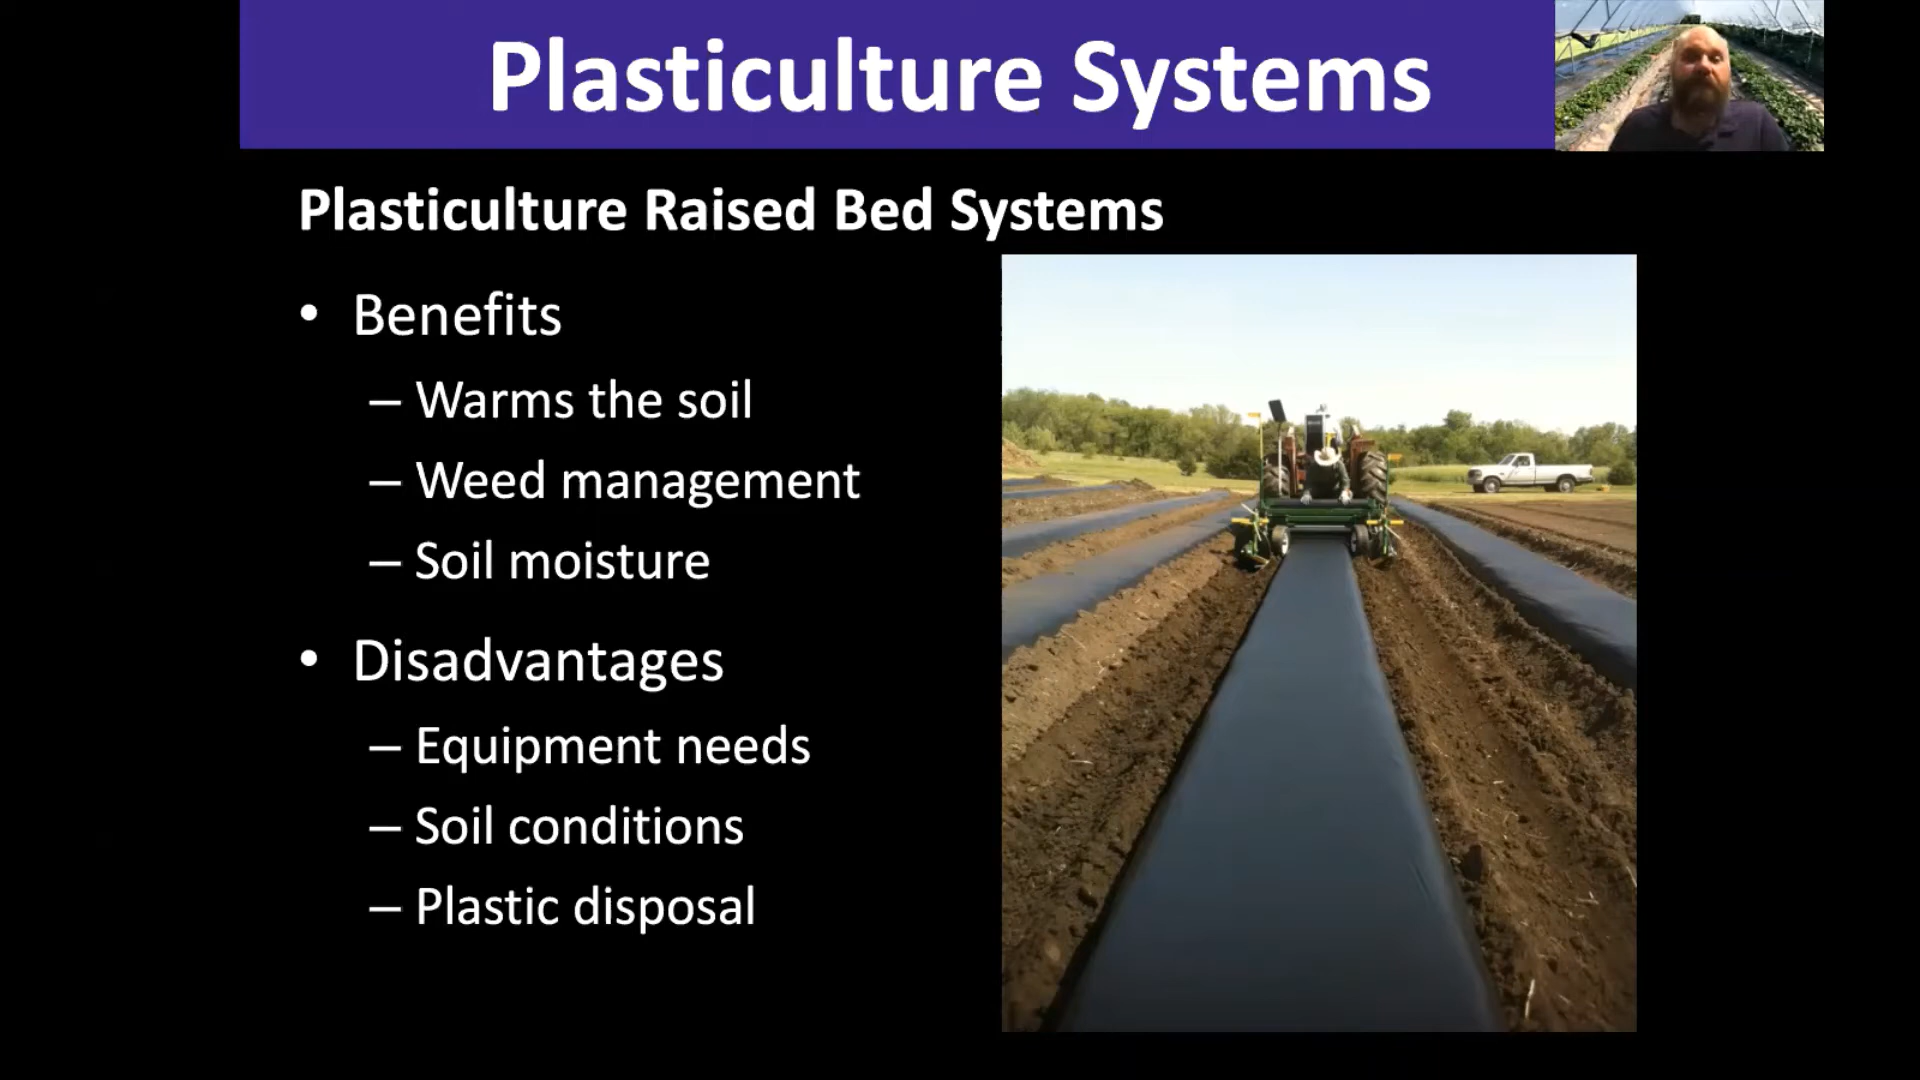 Plasticulture Systems
Plasticulture Raised Bed Systems
• Benefits
– Warms the soil
– Weed management
– Soil moisture
• Disadvantages
– Equipment needs
– Soil conditions
– Plastic disposal